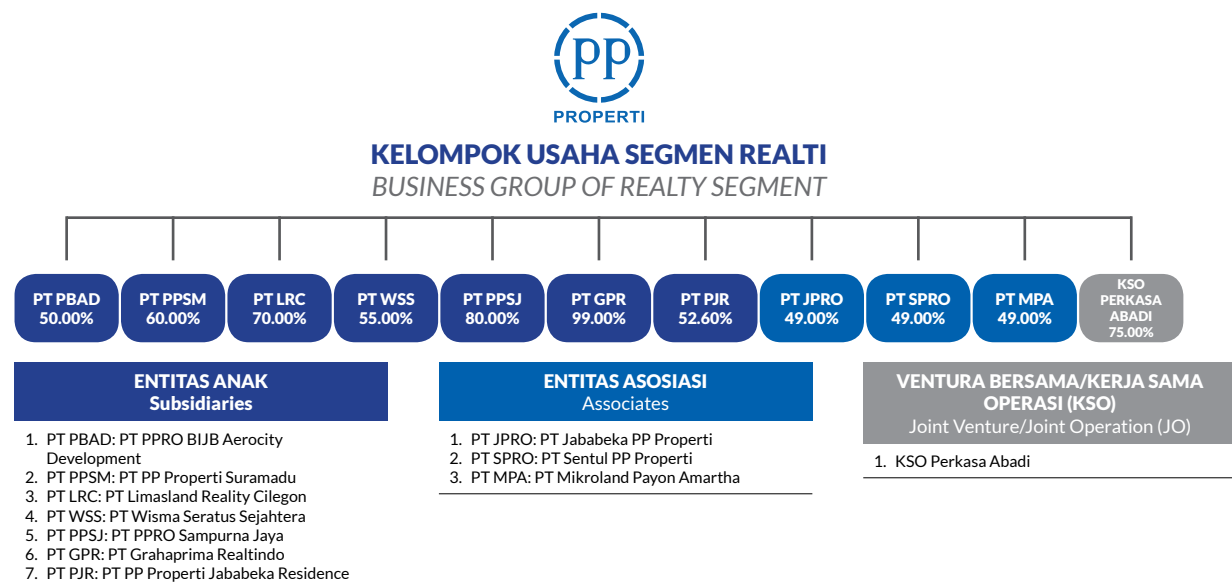 pp
PROPERTI
KELOMPOK USAHA SEGMEN REALTI
BUSINESS GROUP OF REALTY SEGMENT
PT PBAD
50.00%
PT PPSM
60.00%
PT LRC
70.00%
PT WSS
55.00%
PT PPSJ
80.00%
PT GPR
99.00%
PT PJR
52.60%
PT JPRO
49.00%
PT SPRO
49.00%
PT MPA
49.00%
KSO
PERKASA
ABADI
75.00%
ENTITAS ANAK
Subsidiaries
1. PT PBAD: PT PPRO BIJB Aerocity
Development
2. PT PPSM: PT PP Properti Suramadu
3. PT LRC: PT Limasland Reality Cilegon
4. PT WSS: PT Wisma Seratus Sejahtera
5. PT PPSJ: PT PPRO Sampurna Jaya
6. PT GPR: PT Grahaprima Realtindo
7. PT PJR: PT PP Properti Jababeka Residence
ENTITAS ASOSIASI
Associates
1. PT JPRO: PT Jababeka PP Properti
2. PT SPRO: PT Sentul PP Properti
3. PT MPA: PT Mikroland Payon Amartha
VENTURA BERSAMA/KERJA SAMA
OPERASI (KSO)
Joint Venture/Joint Operation (JO)
1. KSO Perkasa Abadi